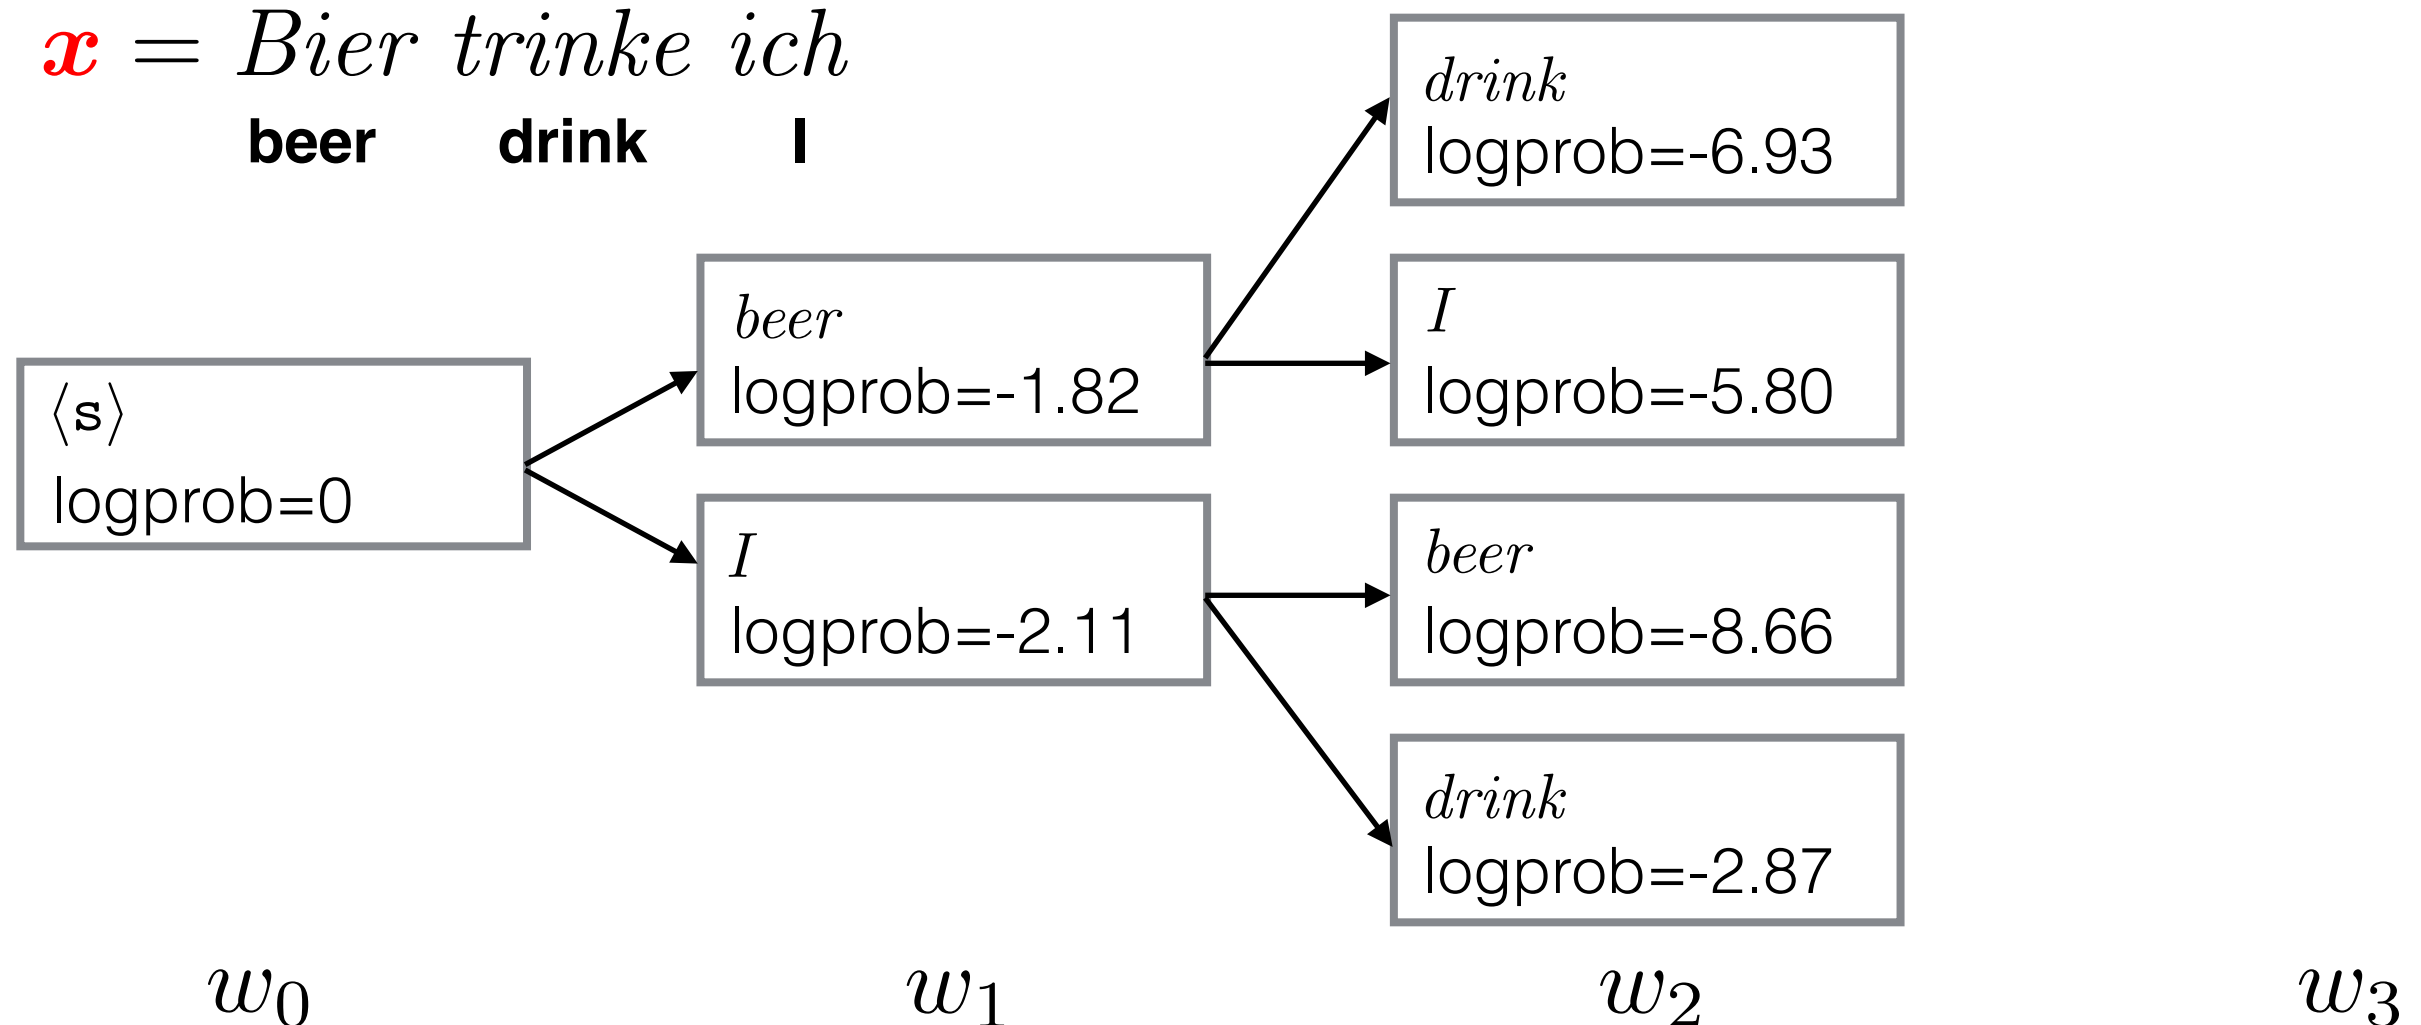 x = Bier trinke ich
beer drink I
⟨s⟩
logprob=0
beer
logprob=-1.82
I
logprob=-2.11
drink
logprob=-6.93
I
logprob=-5.80
beer
logprob=-8.66
drink
logprob=-2.87
w₀ w₁ w₂ w₃